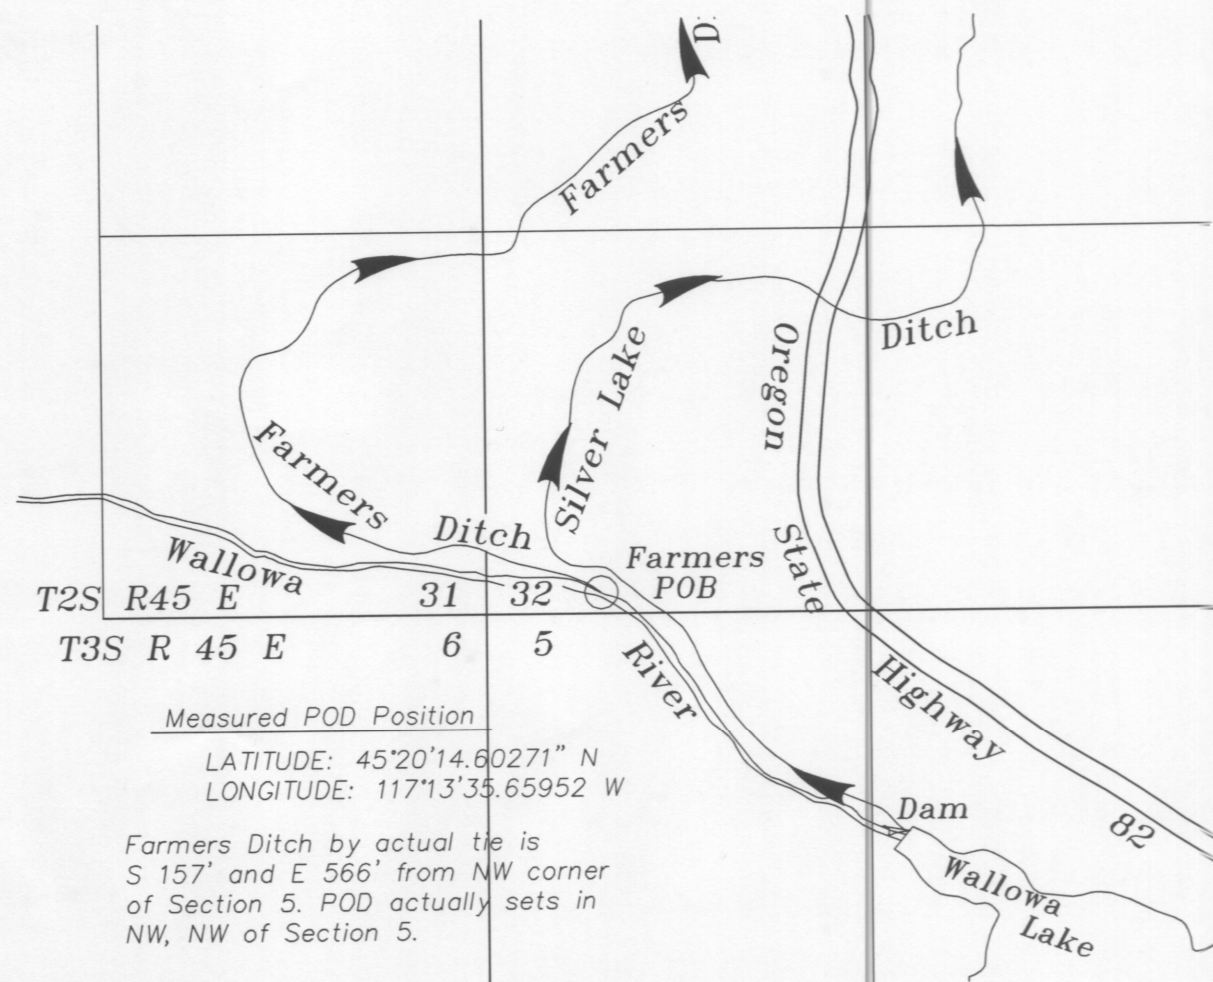 D
Farmers
Silver Lake
Ditch
Oregon
State
Highway
82
Farmers
Ditch
Wallowa
River
Farmers
POB
T2S R45 E
31 32
T3S R 45 E
6 5
Dam
Wallowa
Lake
Measured POD Position
LATITUDE: 45°20'14.60271" N
LONGITUDE: 117°13'35.65952 W
Farmers Ditch by actual tie is
S 157' and E 566' from NW corner
of Section 5. POD actually sets in
NW, NW of Section 5.